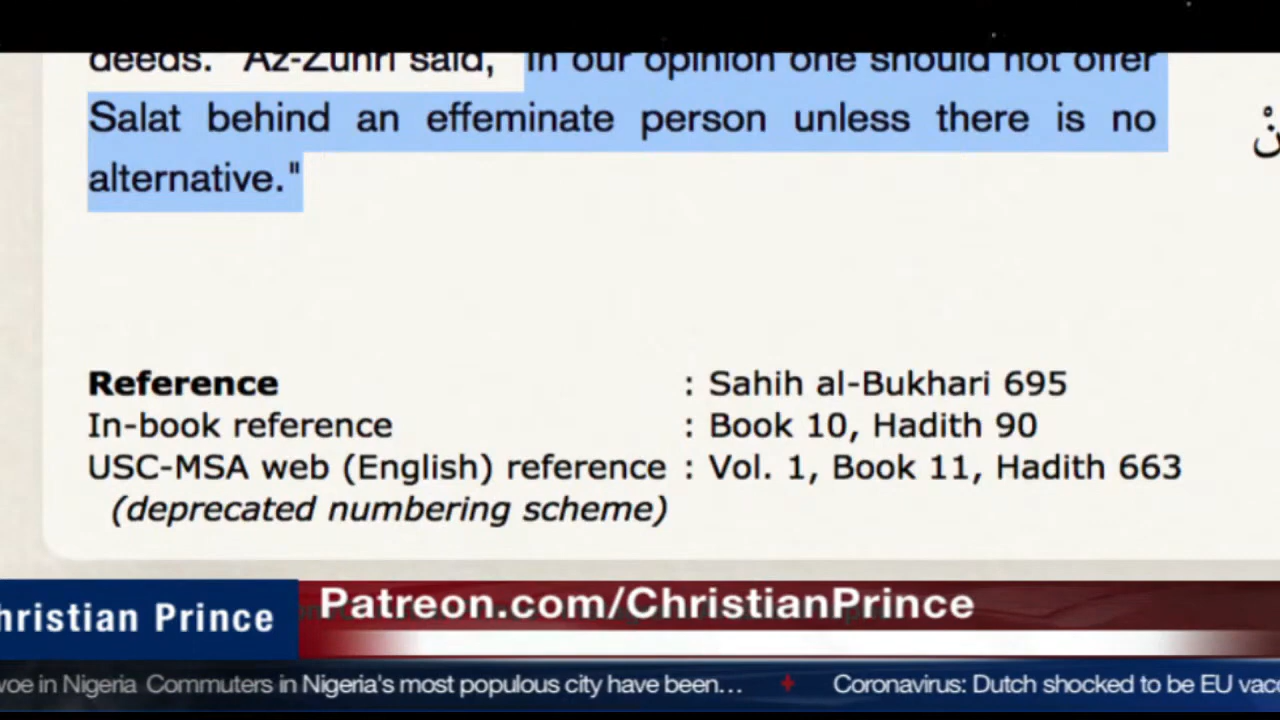 deeds." Az-Zuhri said, "In our opinion one should not offer
Salat behind an effeminate person unless there is no
alternative."
Reference : Sahih al-Bukhari 695
In-book reference : Book 10, Hadith 90
USC-MSA web (English) reference : Vol. 1, Book 11, Hadith 663
(deprecated numbering scheme)
hristian Prince
Patreon.com/ChristianPrince
woe in Nigeria Commuters in Nigeria's most populous city have been... + Coronavirus: Dutch shocked to be EU vacc